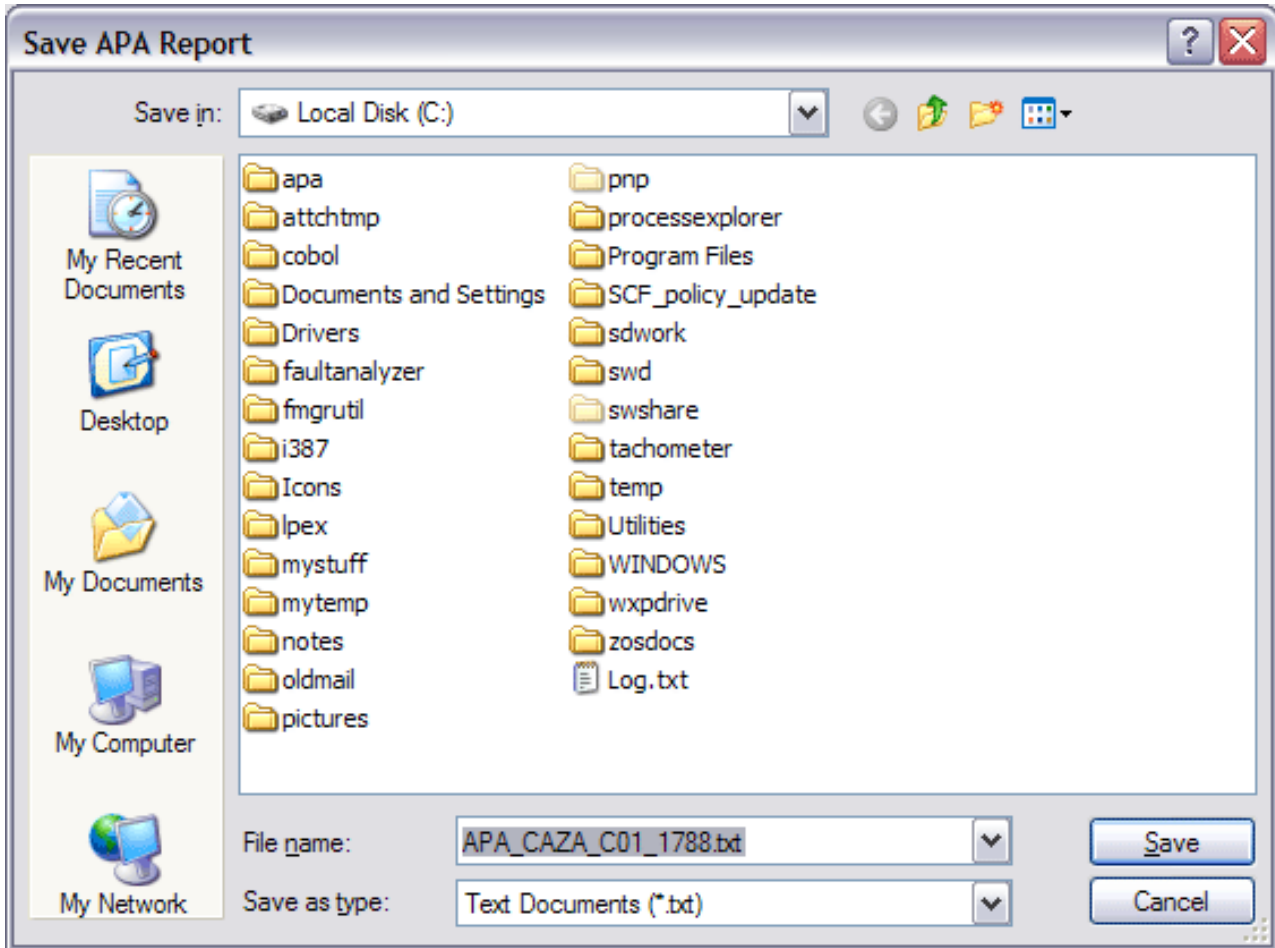 Save APA Report
Save in:
Local Disk (C:)
My Recent
Documents
Desktop
My Documents
My Computer
My Network
apa
attchtmp
cobol
Documents and Settings
Drivers
faultanalyzer
fmgrutil
i387
Icons
lpex
mystuff
mytemp
notes
oldmail
pictures
pnp
processexplorer
Program Files
SCF_policy_update
sdwork
swd
swshare
tachometer
temp
Utilities
WINDOWS
wxpdrive
zosdocs
Log.txt
File name:
APA_CAZA_C01_1788.txt
Save
Save as type:
Text Documents (*.txt)
Cancel